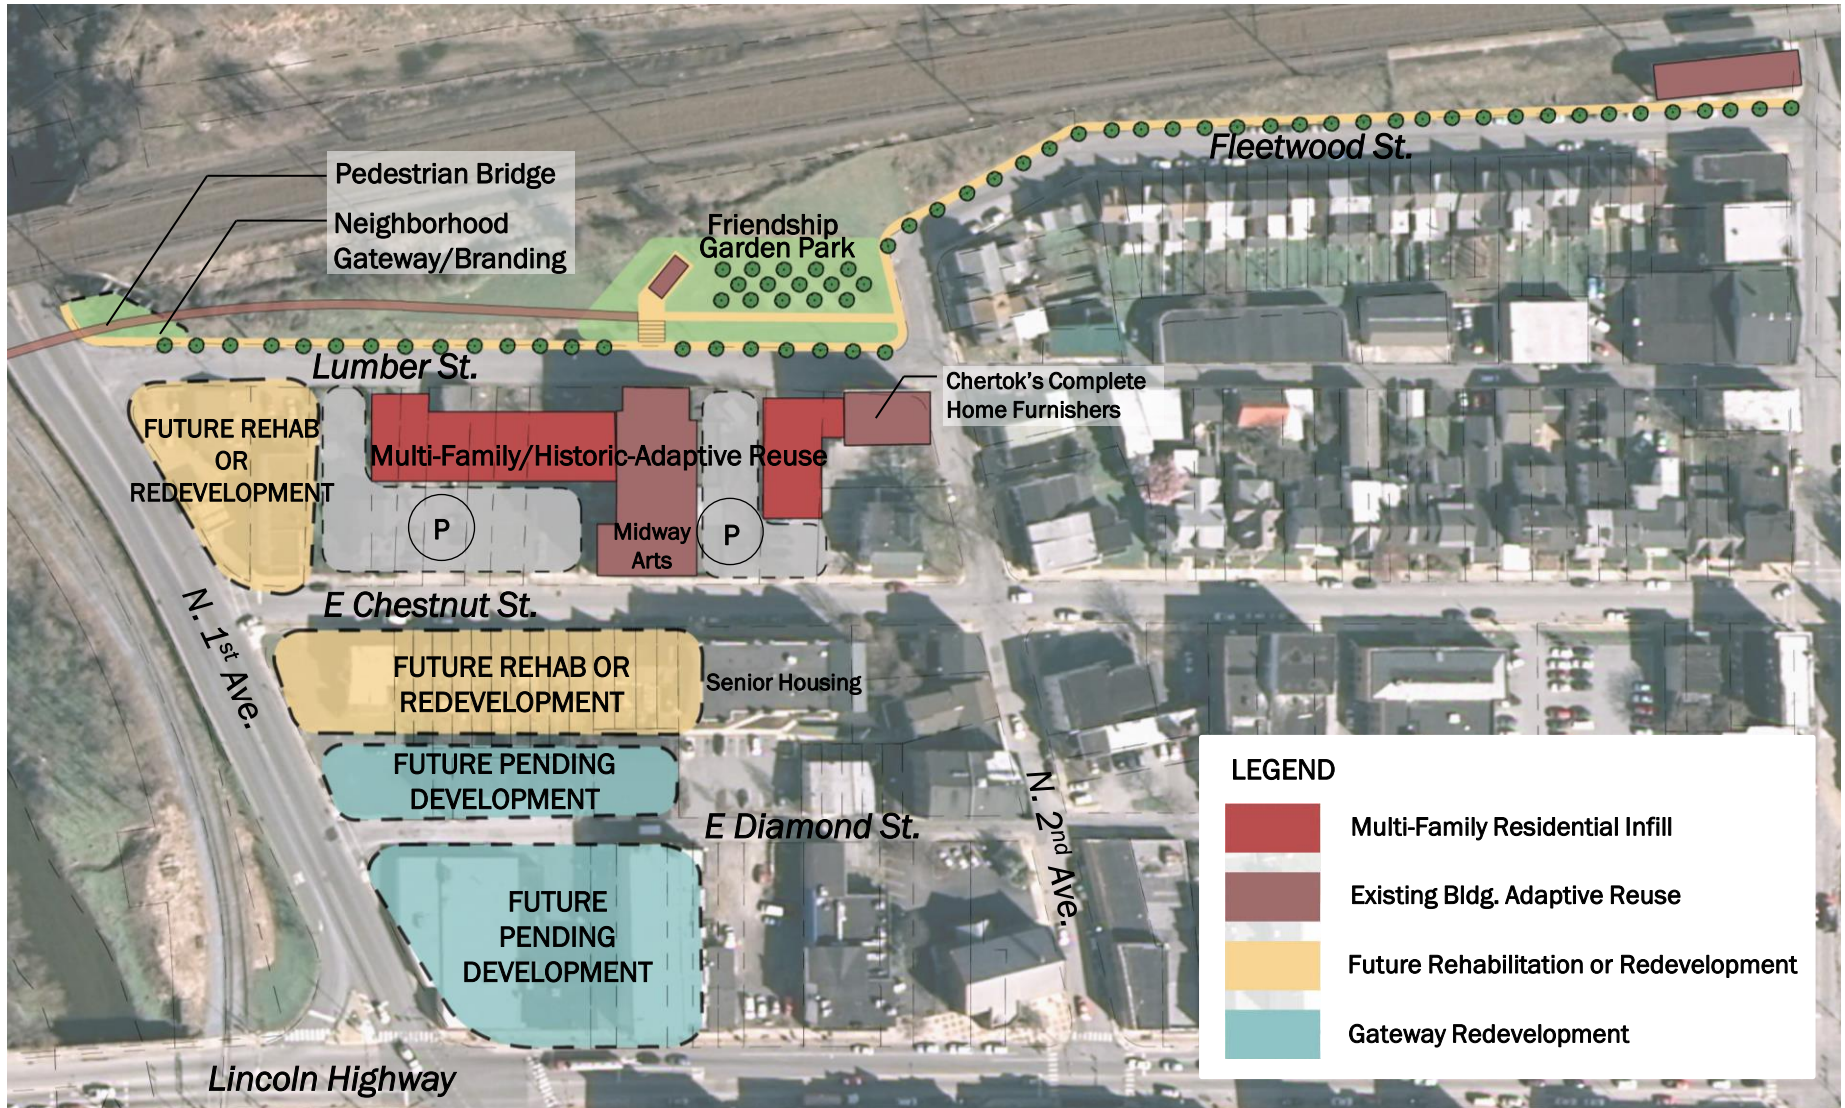 Fleetwood St.
Pedestrian Bridge
Neighborhood
Gateway/Branding
Friendship
Garden Park
Lumber St.
Chertok's Complete
Home Furnishers
FUTURE REHAB
OR
REDEVELOPMENT
Multi-Family/Historic-Adaptive Reuse
P
P
Midway
Arts
E Chestnut St.
N. 1st Ave.
FUTURE REHAB OR
REDEVELOPMENT
Senior Housing
FUTURE PENDING
DEVELOPMENT
E Diamond St.
N. 2nd Ave.
FUTURE
PENDING
DEVELOPMENT
Lincoln Highway
LEGEND
Multi-Family Residential Infill
Existing Bldg. Adaptive Reuse
Future Rehabilitation or Redevelopment
Gateway Redevelopment